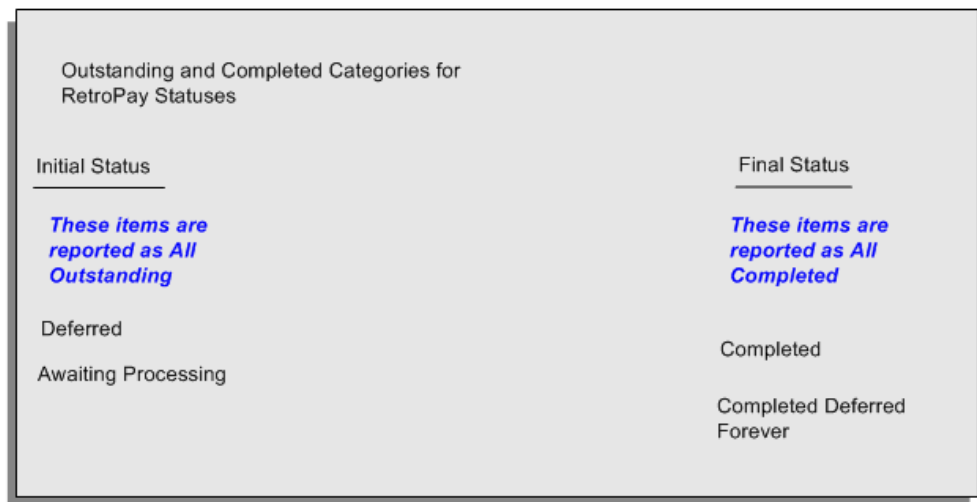 Outstanding and Completed Categories for
RetroPay Statuses
Initial Status
These items are
reported as All
Outstanding
Deferred
Awaiting Processing
Final Status
These items are
reported as All
Completed
Completed
Completed Deferred
Forever